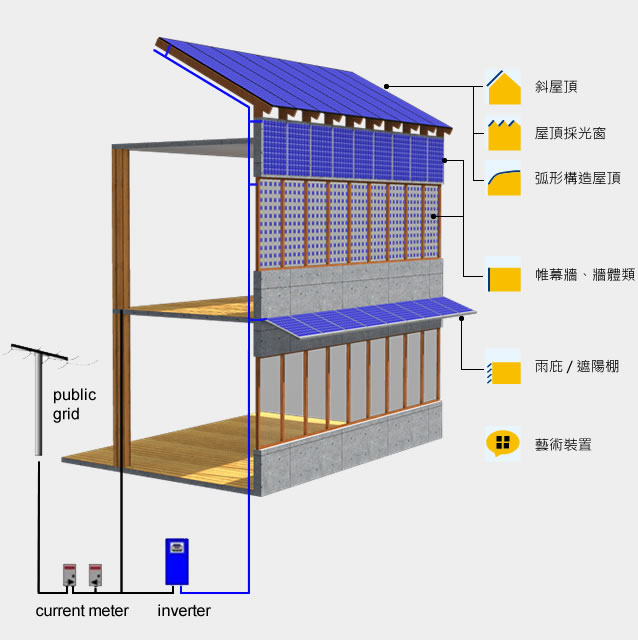 斜屋頂
屋頂採光窗
弧形構造屋頂
帷幕牆、牆體類
雨庇 / 遮陽棚
藝術裝置
public
grid
current meter
inverter